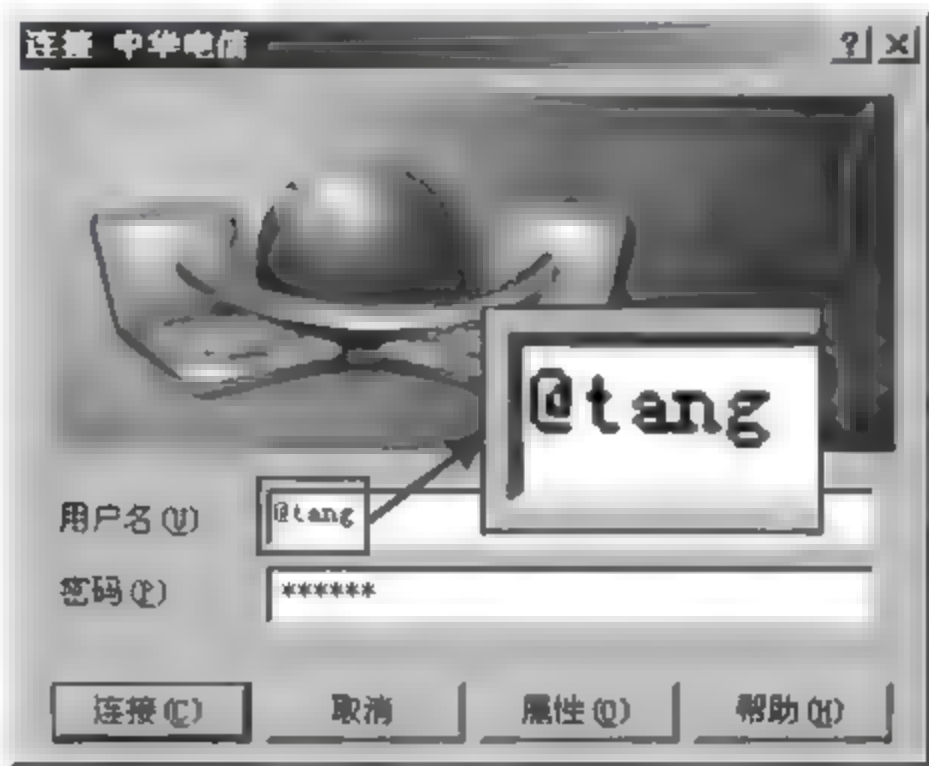 连接 中华电信
@tang
用户名(U) @tang
密码(P) ******
连接(C) 取消 属性(O) 帮助(H)